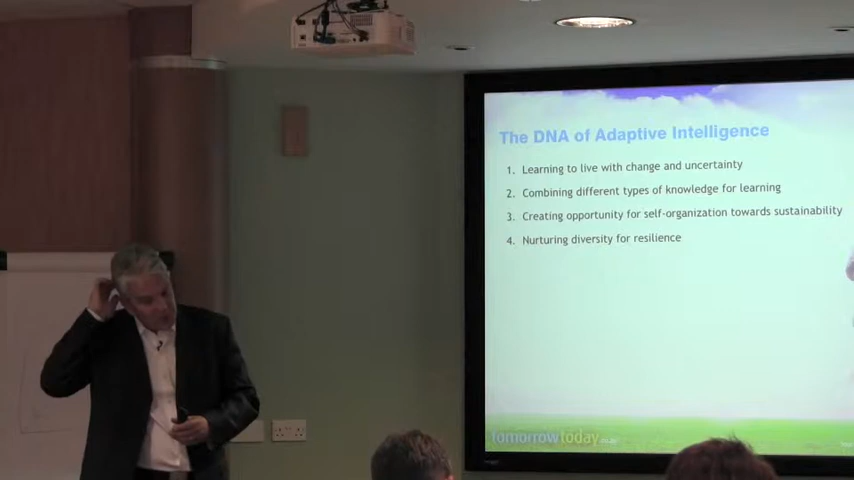 The DNA of Adaptive Intelligence
1. Learning to live with change and uncertainty
2. Combining different types of knowledge for learning
3. Creating opportunity for self-organization towards sustainability
4. Nurturing diversity for resilience
tomorrowtoday